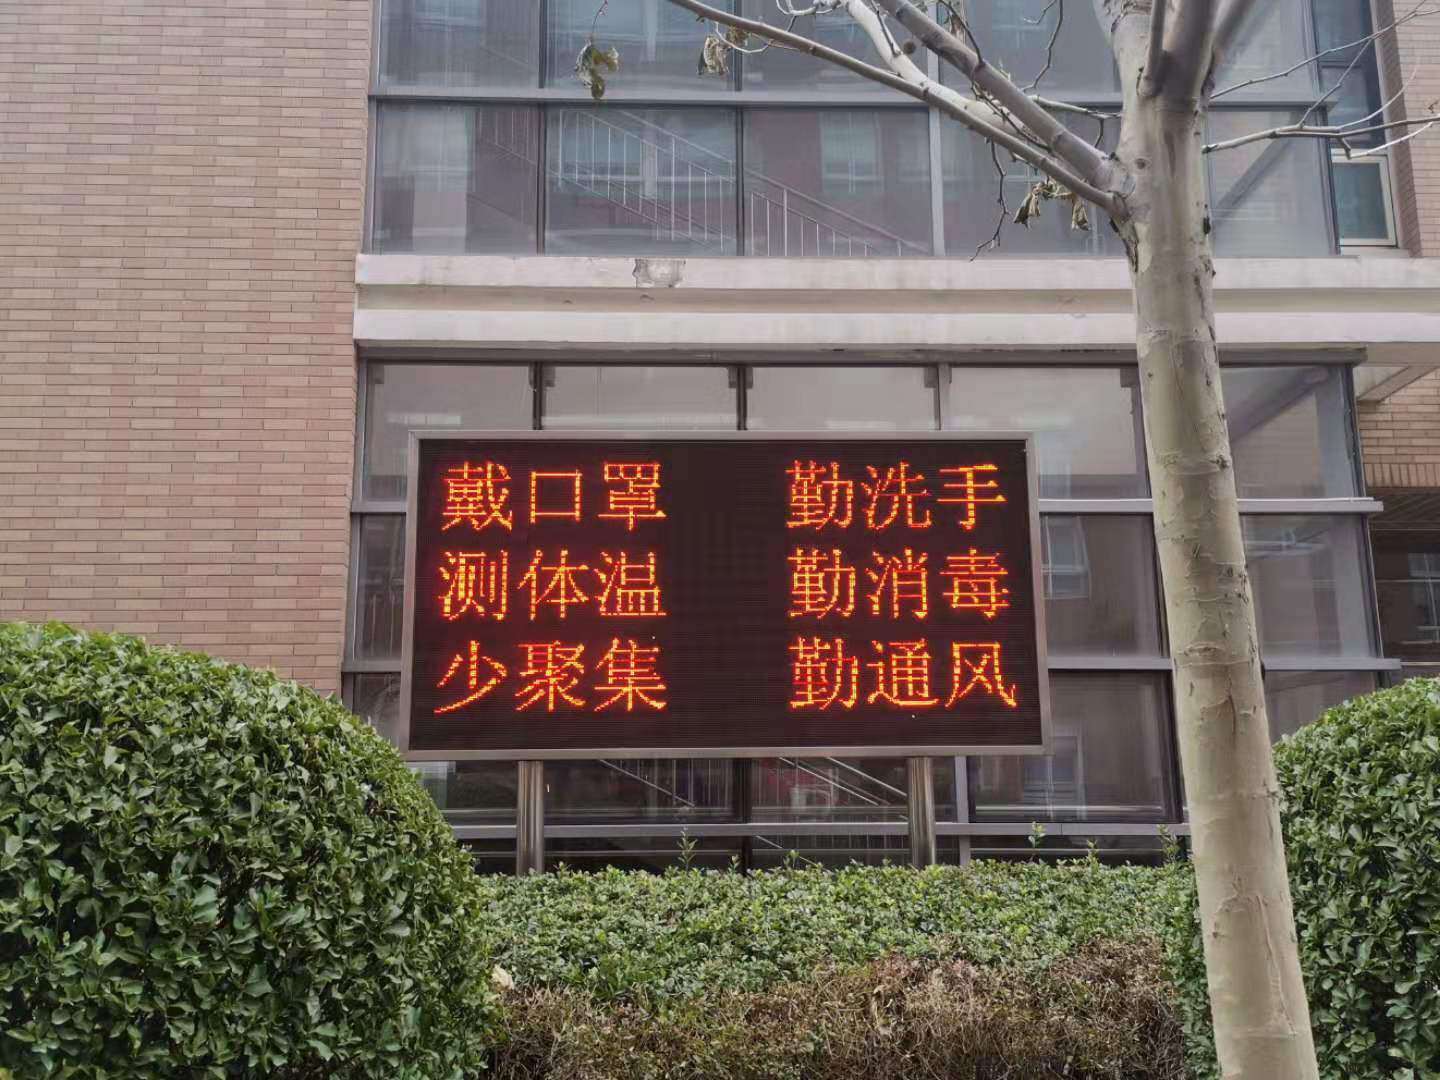 戴口罩 勤洗手
测体温 勤消毒
少聚集 勤通风